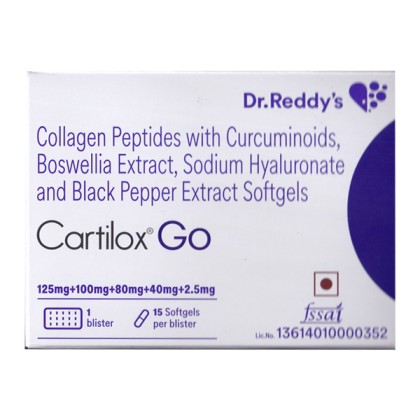 Dr.Reddy's
Collagen Peptides with Curcuminoids,
Boswellia Extract, Sodium Hyaluronate
and Black Pepper Extract Softgels
Cartilox® Go
125mg+100mg+80mg+40mg+2.5mg
1
blister
15 Softgels
per blister
fssai
Lic.No. 13614010000352